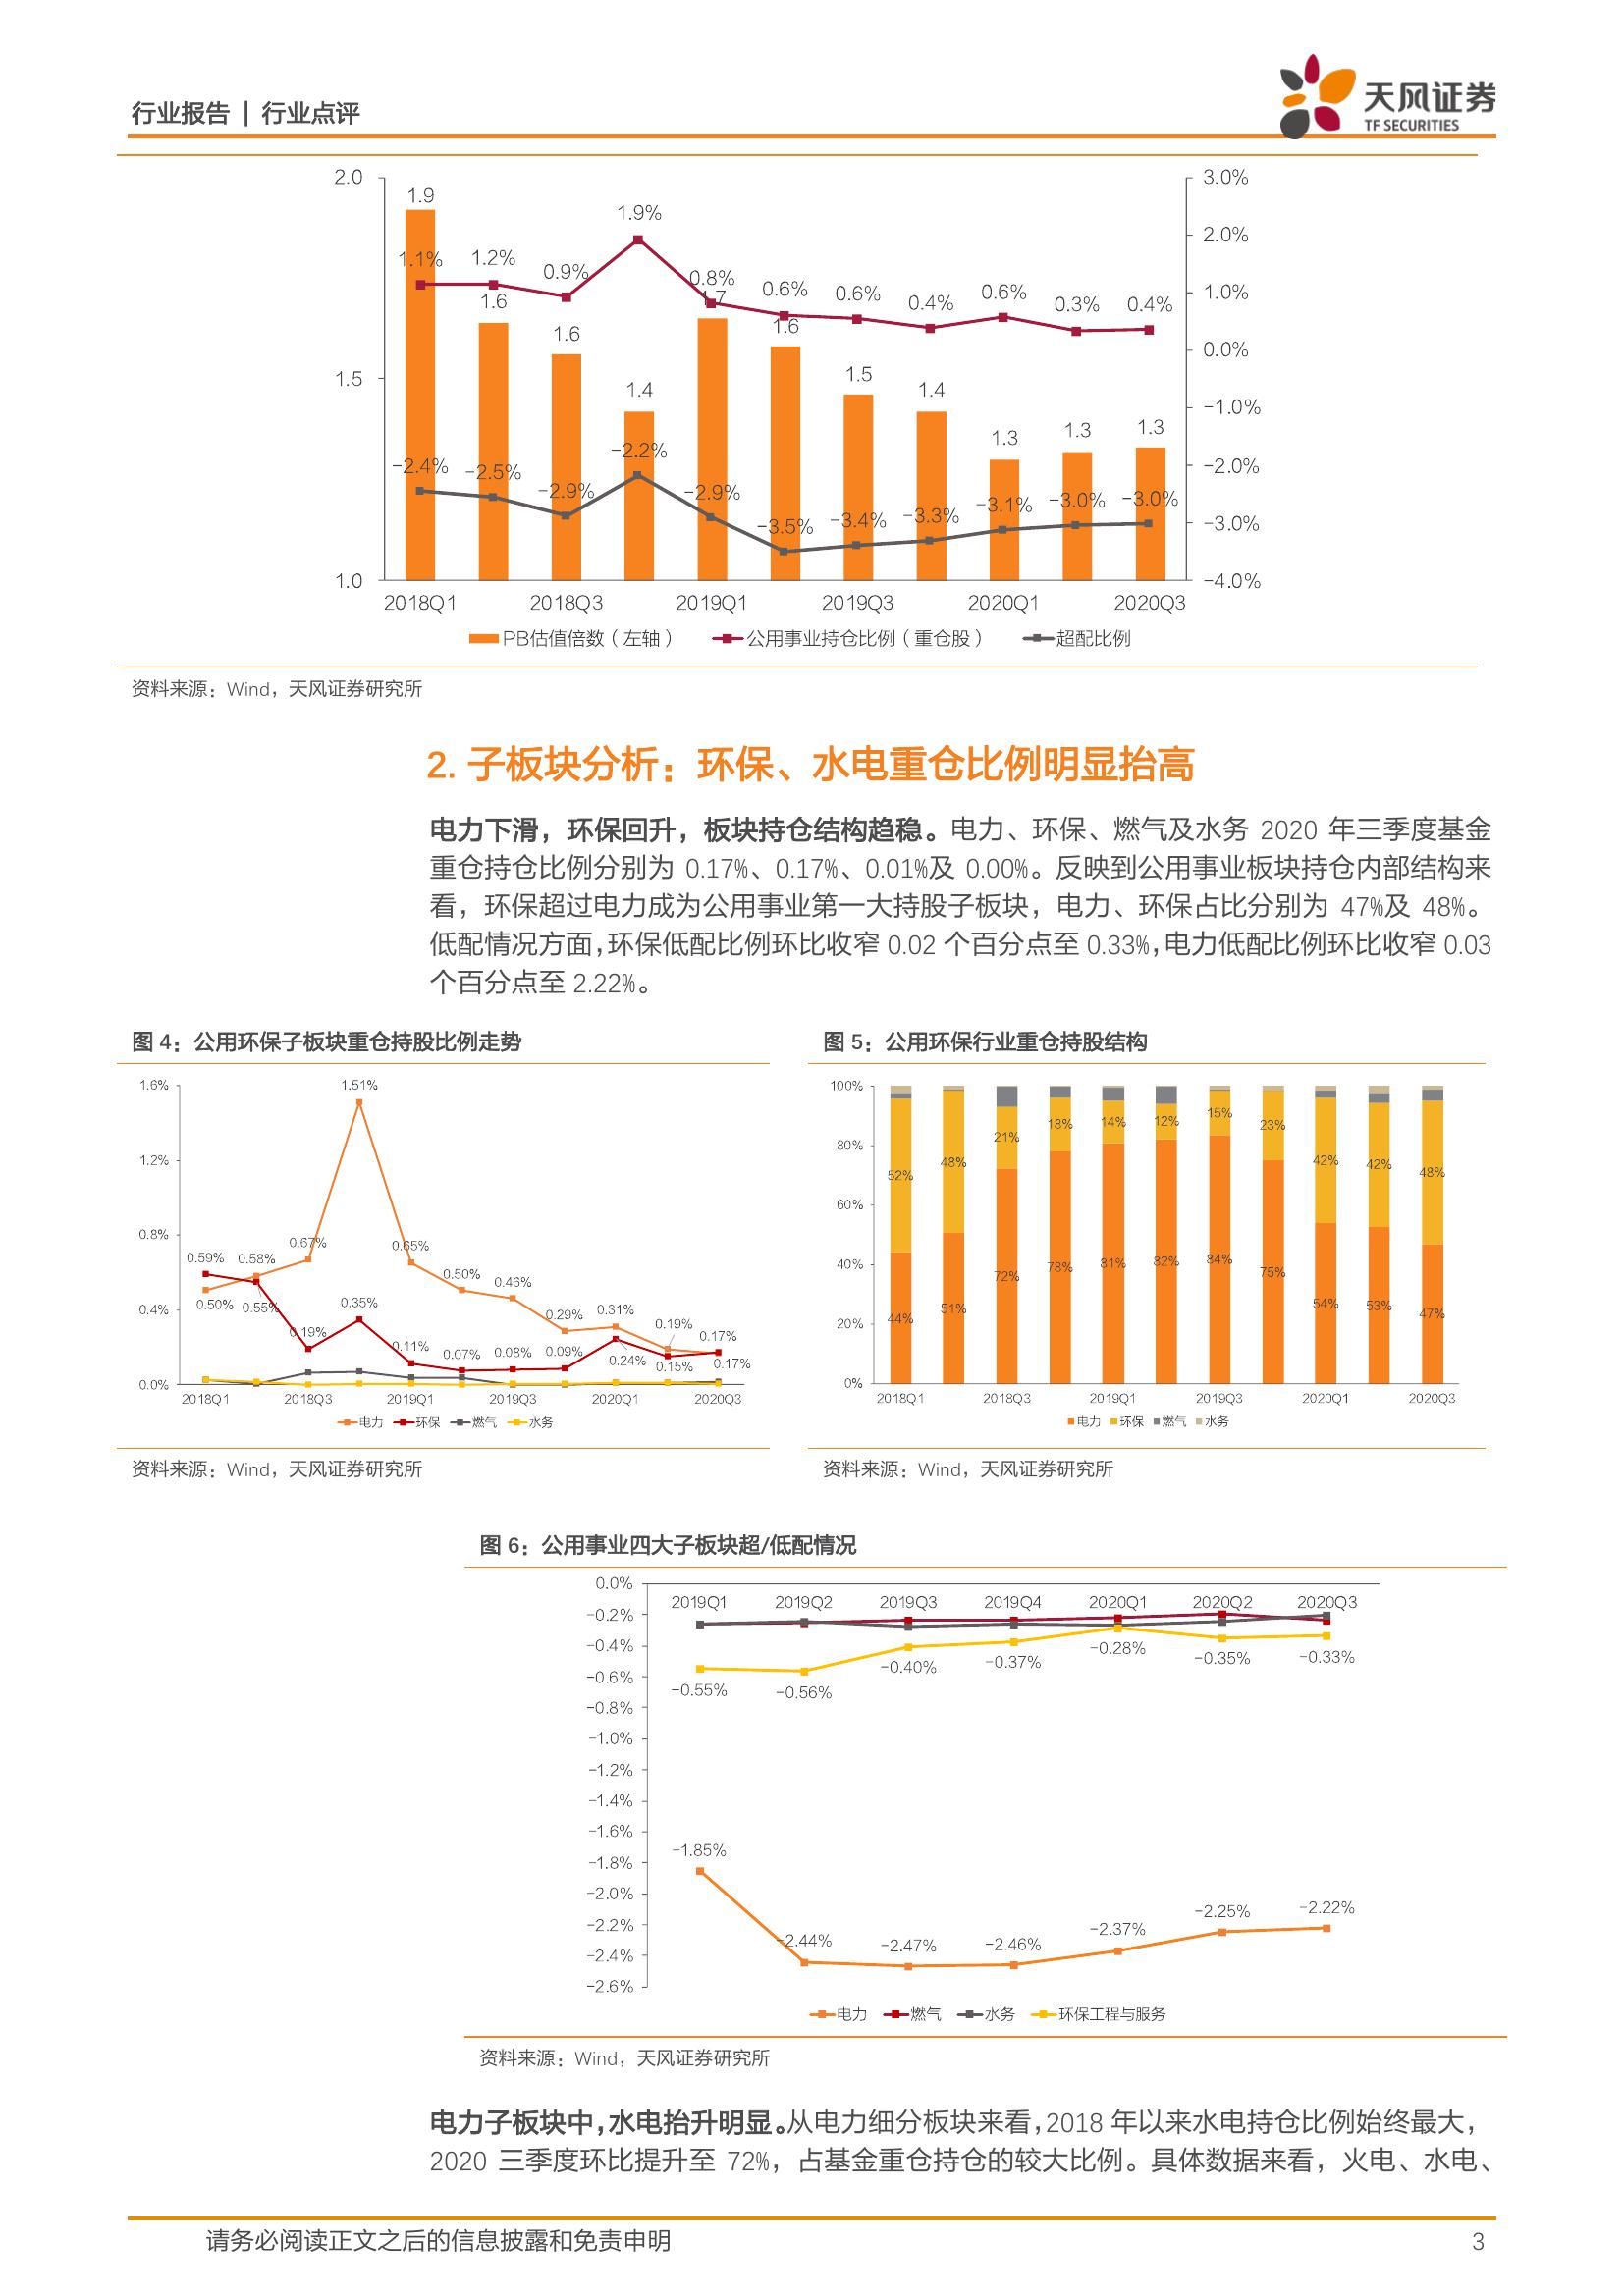 行业报告 | 行业点评
天风证券
TF SECURITIES
2.0
1.5
1.0
3.0%
2.0%
1.0%
0.0%
−1.0%
−2.0%
−3.0%
−4.0%
1.9 1.6 1.6 1.4 1.7 1.6 1.5 1.4 1.3 1.3 1.3
1.1% 1.2% 0.9% 1.9% 0.8% 0.6% 0.6% 0.4% 0.6% 0.3% 0.4%
−2.4% −2.5% −2.9% −2.2% −2.9% −3.5% −3.4% −3.3% −3.1% −3.0% −3.0%
2018Q1 2018Q3 2019Q1 2019Q3 2020Q1 2020Q3
PB估值倍数（左轴） 公用事业持仓比例（重仓股） 超配比例
资料来源：Wind，天风证券研究所
2. 子板块分析：环保、水电重仓比例明显抬高
电力下滑，环保回升，板块持仓结构趋稳。电力、环保、燃气及水务 2020 年三季度基金
重仓持仓比例分别为 0.17%、0.17%、0.01%及 0.00%。反映到公用事业板块持仓内部结构来
看，环保超过电力成为公用事业第一大持股子板块，电力、环保占比分别为 47%及 48%。
低配情况方面，环保低配比例环比收窄 0.02 个百分点至 0.33%，电力低配比例环比收窄 0.03
个百分点至 2.22%。
图 4：公用环保子板块重仓持股比例走势
1.6%
1.2%
0.8%
0.4%
0.0%
0.50% 0.58% 0.67% 1.51% 0.65% 0.50% 0.46% 0.29% 0.31% 0.19% 0.17%
0.59% 0.55% 0.19% 0.35% 0.11% 0.07% 0.08% 0.09% 0.24% 0.15% 0.17%
2018Q1 2018Q3 2019Q1 2019Q3 2020Q1 2020Q3
电力 环保 燃气 水务
资料来源：Wind，天风证券研究所
图 5：公用环保行业重仓持股结构
100%
80%
60%
40%
20%
0%
52% 48% 21% 18% 14% 12% 15% 23% 42% 42% 48%
44% 51% 72% 78% 81% 82% 84% 75% 54% 53% 47%
2018Q1 2018Q3 2019Q1 2019Q3 2020Q1 2020Q3
电力 环保 燃气 水务
资料来源：Wind，天风证券研究所
图 6：公用事业四大子板块超/低配情况
0.0%
−0.2%
−0.4%
−0.6%
−0.8%
−1.0%
−1.2%
−1.4%
−1.6%
−1.8%
−2.0%
−2.2%
−2.4%
−2.6%
2019Q1 2019Q2 2019Q3 2019Q4 2020Q1 2020Q2 2020Q3
−0.55% −0.56% −0.40% −0.37% −0.28% −0.35% −0.33%
−1.85% −2.44% −2.47% −2.46% −2.37% −2.25% −2.22%
电力 燃气 水务 环保工程与服务
资料来源：Wind，天风证券研究所
电力子板块中，水电抬升明显。从电力细分板块来看，2018 年以来水电持仓比例始终最大，
2020 三季度环比提升至 72%，占基金重仓持仓的较大比例。具体数据来看，火电、水电、
请务必阅读正文之后的信息披露和免责申明
3